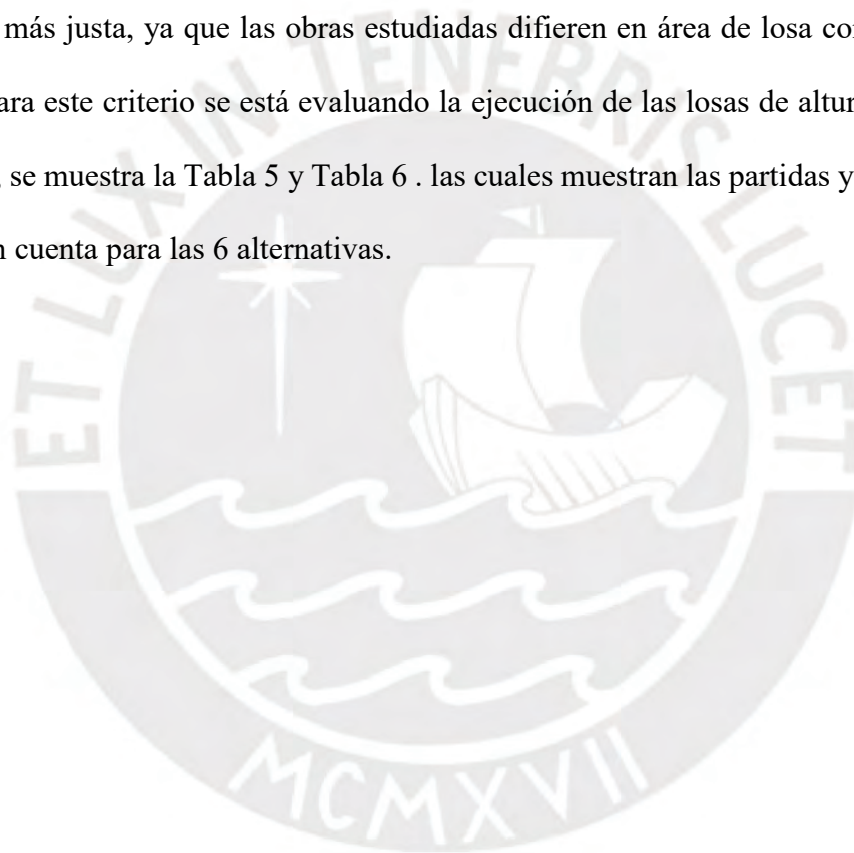 más justa, ya que las obras estudiadas difieren en área de losa
ara este criterio se está evaluando la ejecución de las losas de
se muestra la Tabla 5 y Tabla 6 . las cuales muestran las partidas y
n cuenta para las 6 alternativas.
ET LUX IN TENEBRIS LUCET
MCMXVII